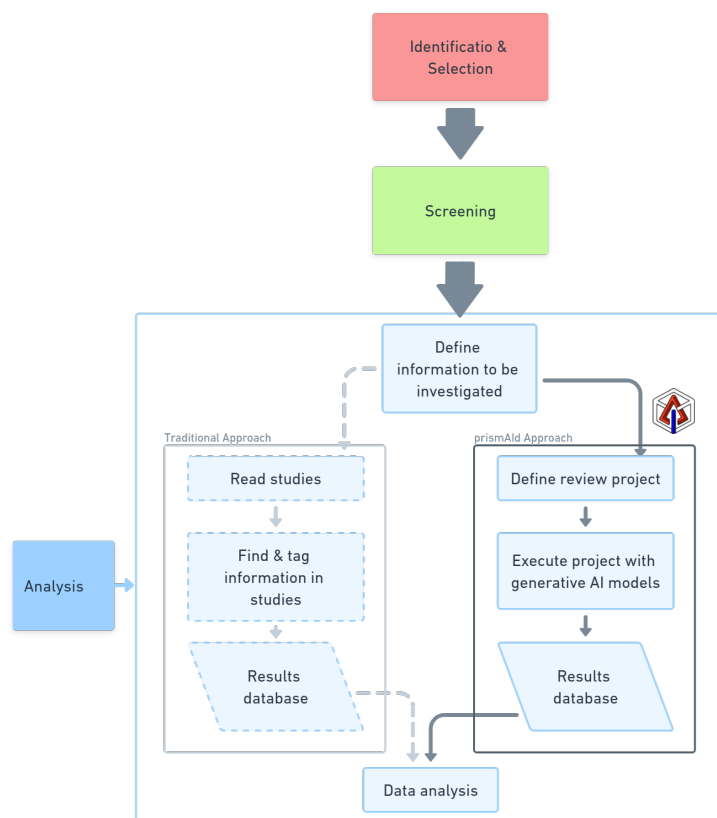 Identificatio &
Selection
Screening
Define
information to be
investigated
Traditional Approach
prismAId Approach
Read studies
Define review project
Find & tag
information in
studies
Execute project with
generative AI models
Analysis
Results
database
Results
database
Data analysis